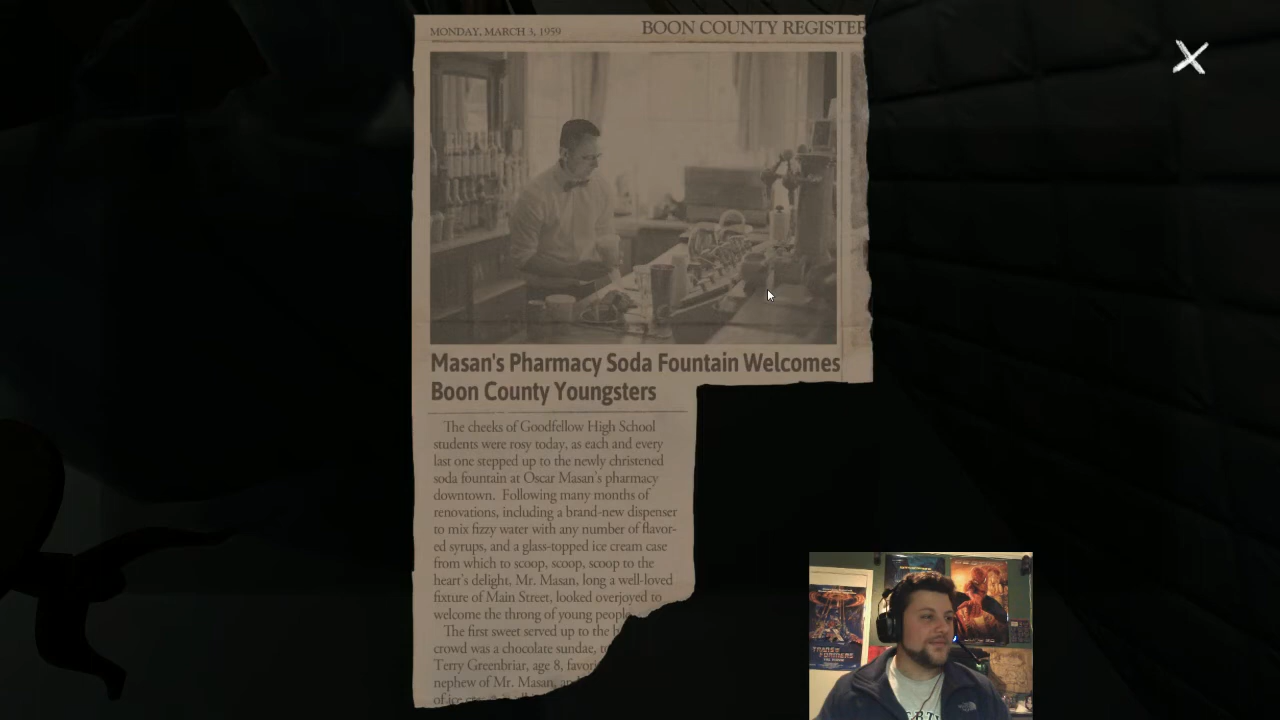 MONDAY, MARCH 3, 1959
BOON COUNTY REGISTER
Masan's Pharmacy Soda Fountain Welcomes
Boon County Youngsters
The cheeks of Goodfellow High School
students were rosy today, as each and every
last one stepped up to the newly christened
soda fountain at Oscar Masan's pharmacy
downtown. Following many months of
renovations, including a brand-new dispenser
to mix fizzy water with any number of flavor-
ed syrups, and a glass-topped ice cream case
from which to scoop, scoop, scoop to the
heart's delight, Mr. Masan, long a well-loved
fixture of Main Street, looked overjoyed to
welcome the throng of young people
The first sweet served up to the
crowd was a chocolate sundae,
Terry Greenbriar, age 8,
nephew of Mr. Masan,
of ice
TRANSFORMERS